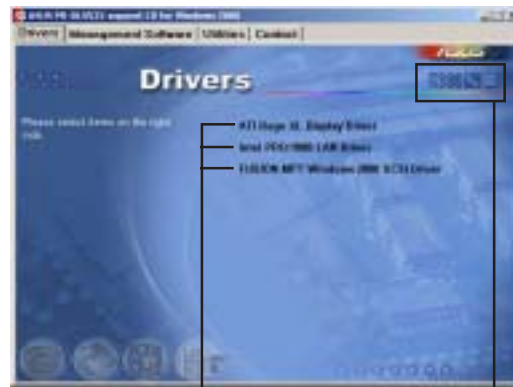 Drivers Management Software Utilities Contact
Drivers
Please select items on the right
side.
ATI Rage XL Display Driver
Intel PRO/1000 LAN Driver
FUSION-MPT Windows 2000 SCSI Driver